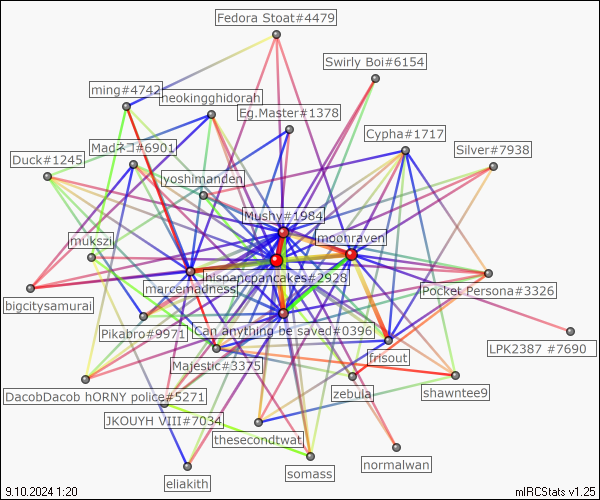 Fedora Stoat#4479
Swirly Boi#6154
ming#4742
neokingghidorah
Eg.Master#1378
Cypha#1717
Madネコ#6901
Silver#7938
Duck#1245
yoshimanden
Mushy#1984
moonraven
mukszii
hispancpancakes#2928
marcemadness
Pocket Persona#3326
bigcitysamurai
Pikabro#9971
Can anything be saved#0396
LPK2387 #7690
frisout
Majestic#3375
DacobDacob hORNY police#5271
zebula
shawntee9
JKOUYH VIII#7034
thesecondtwat
normalwan
somass
eliakith
9.10.2024 1:20
mIRCStats v1.25